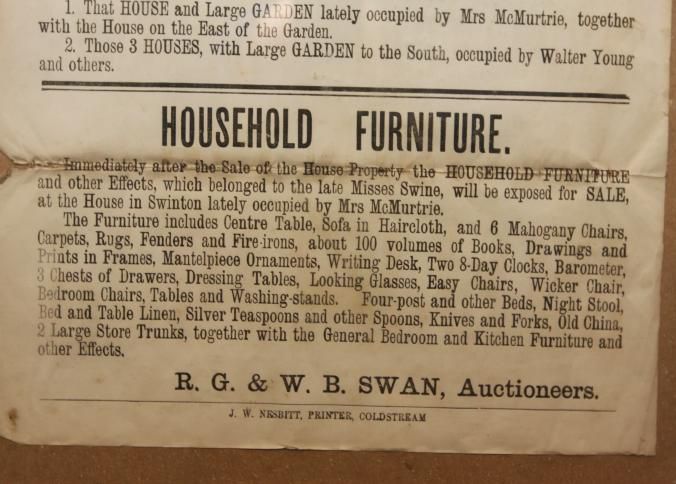 1. That HOUSE and Large GARDEN lately occupied by Mrs McMurtrie, together
with the House on the East of the Garden.
2. Those 3 HOUSES, with Large GARDEN to the South, occupied by Walter Young
and others.
HOUSEHOLD FURNITURE.
Immediately after the Sale of the House Property the HOUSEHOLD FURNITURE
and other Effects, which belonged to the late Misses Swine, will be exposed for SALE,
at the House in Swinton lately occupied by Mrs McMurtrie.
The Furniture includes Centre Table, Sofa in Haircloth, and 6 Mahogany Chairs,
Carpets, Rugs, Fenders and Fire-irons, about 100 volumes of Books, Drawings and
Prints in Frames, Mantelpiece Ornaments, Writing Desk, Two 8-Day Clocks, Barometer,
3 Chests of Drawers, Dressing Tables, Looking Glasses, Easy Chairs, Wicker Chair,
Bedroom Chairs, Tables and Washing-stands. Four-post and other Beds, Night Stool,
Bed and Table Linen, Silver Teaspoons and other Spoons, Knives and Forks, Old China,
2 Large Store Trunks, together with the General Bedroom and Kitchen Furniture and
other Effects.
R. G. & W. B. SWAN, Auctioneers.
J. W. NESBITT, PRINTER, COLDSTREAM